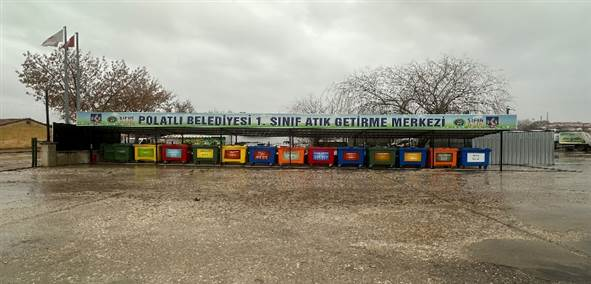 POLATLI BELEDİYESİ 1. SINIF ATIK GETİRME MERKEZİ